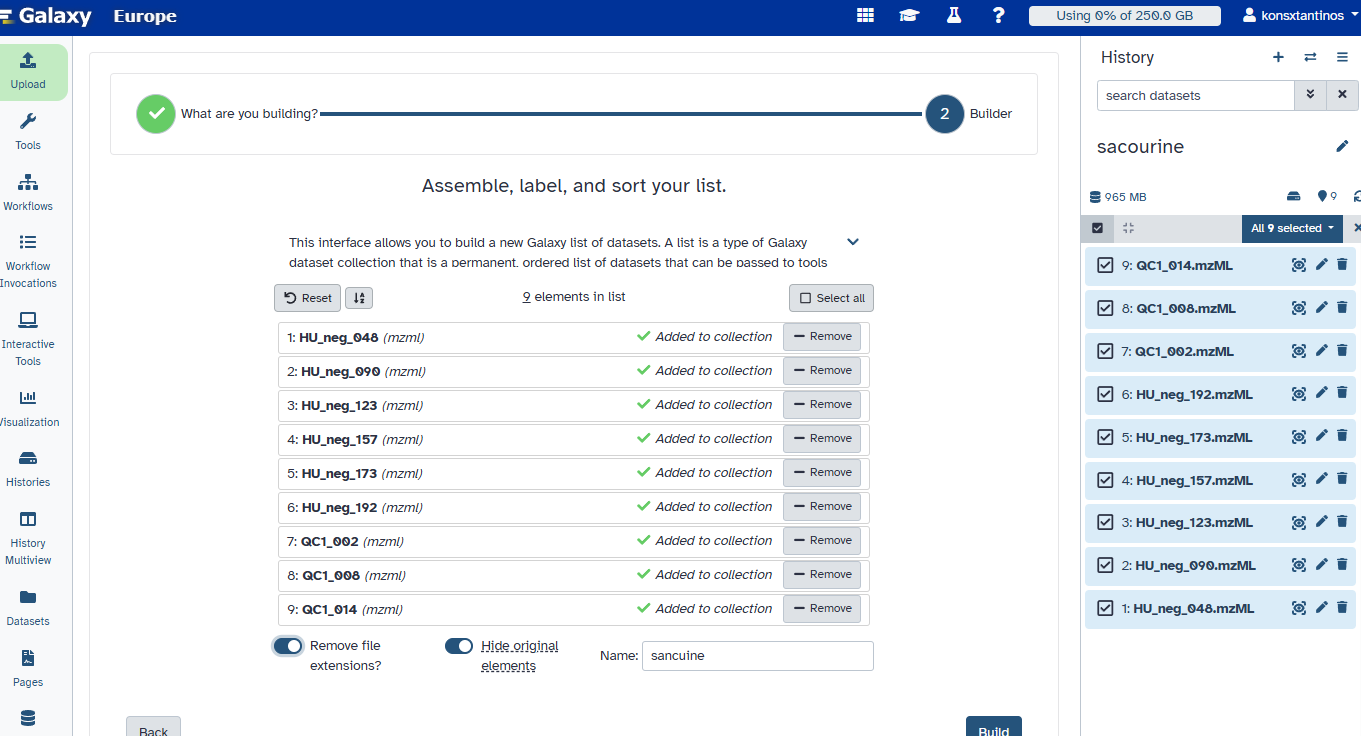 Galaxy Europe
Using 0% of 250.0 GB
konsxtantinos
Upload
Tools
Workflows
Workflow
Invocations
Interactive
Tools
Visualization
Histories
History
Multiview
Datasets
Pages
What are you building?
2 Builder
Assemble, label, and sort your list.
This interface allows you to build a new Galaxy list of datasets. A list is a type of Galaxy
dataset collection that is a permanent, ordered list of datasets that can be passed to tools
Reset
9 elements in list
Select all
1: HU_neg_048 (mzml) Added to collection Remove
2: HU_neg_090 (mzml) Added to collection Remove
3: HU_neg_123 (mzml) Added to collection Remove
4: HU_neg_157 (mzml) Added to collection Remove
5: HU_neg_173 (mzml) Added to collection Remove
6: HU_neg_192 (mzml) Added to collection Remove
7: QC1_002 (mzml) Added to collection Remove
8: QC1_008 (mzml) Added to collection Remove
9: QC1_014 (mzml) Added to collection Remove
Remove file
extensions?
Hide original
elements
Name: sancuine
Back
Build
History
search datasets
sacourine
965 MB
9
All 9 selected
9: QC1_014.mzML
8: QC1_008.mzML
7: QC1_002.mzML
6: HU_neg_192.mzML
5: HU_neg_173.mzML
4: HU_neg_157.mzML
3: HU_neg_123.mzML
2: HU_neg_090.mzML
1: HU_neg_048.mzML